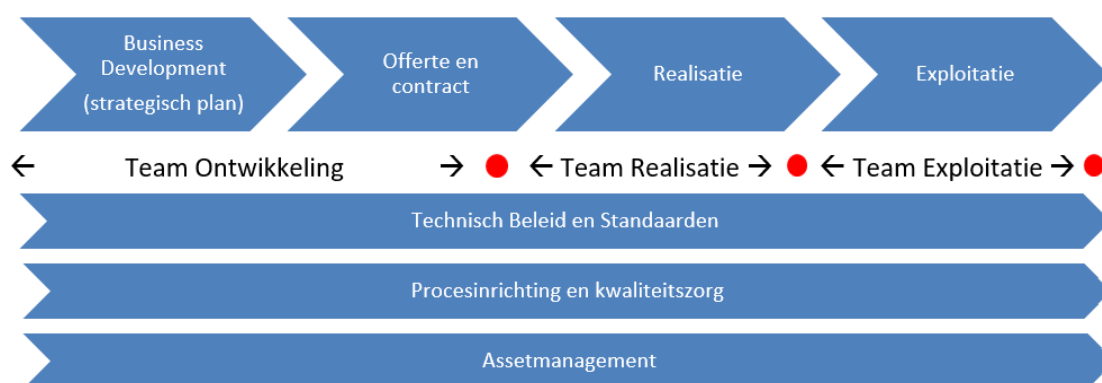 Business
Development
(strategisch plan)
Offerte en
contract
Realisatie
Exploitatie
← Team Ontwikkeling → ← Team Realisatie → ← Team Exploitatie →
Technisch Beleid en Standaarden
Procesinrichting en kwaliteitszorg
Assetmanagement